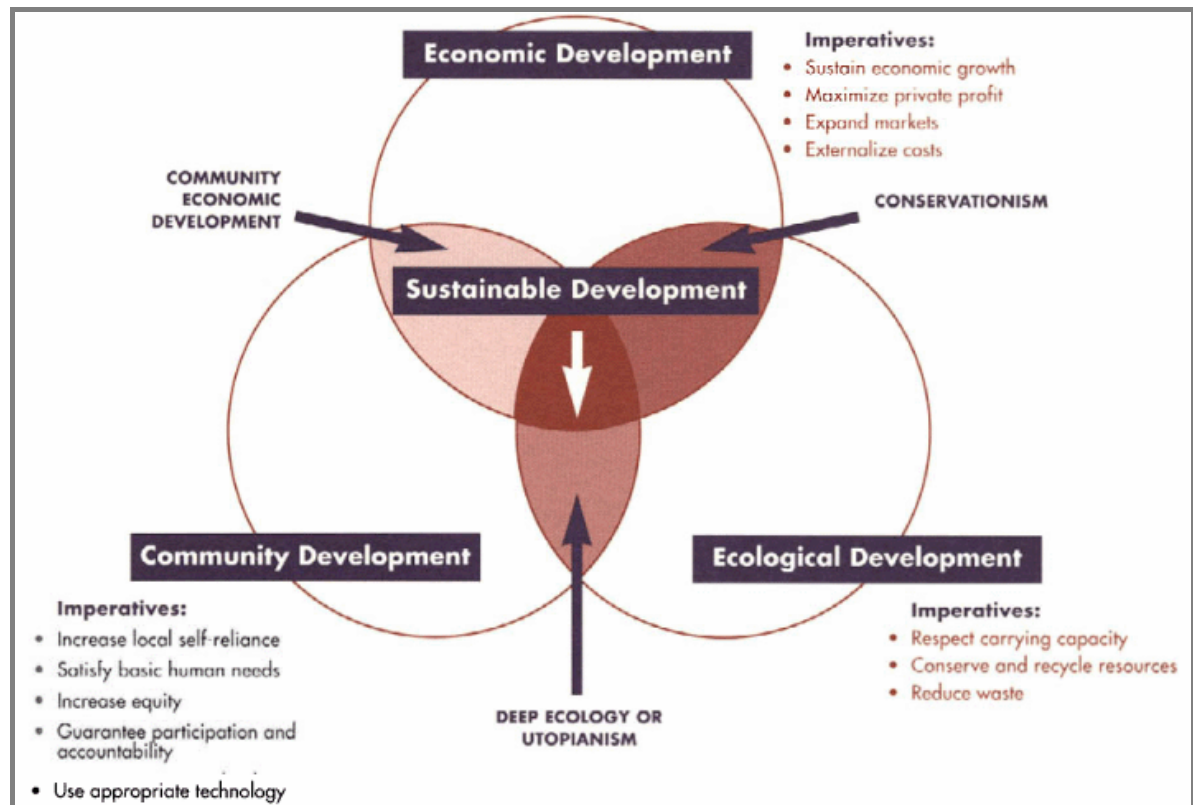 Economic Development
Imperatives:
• Sustain economic growth
• Maximize private profit
• Expand markets
• Externalize costs
COMMUNITY
ECONOMIC
DEVELOPMENT
CONSERVATIONISM
Sustainable Development
Community Development
Imperatives:
• Increase local self-reliance
• Satisfy basic human needs
• Increase equity
• Guarantee participation and
accountability
• Use appropriate technology
Ecological Development
Imperatives:
• Respect carrying capacity
• Conserve and recycle resources
• Reduce waste
DEEP ECOLOGY OR
UTOPIANISM